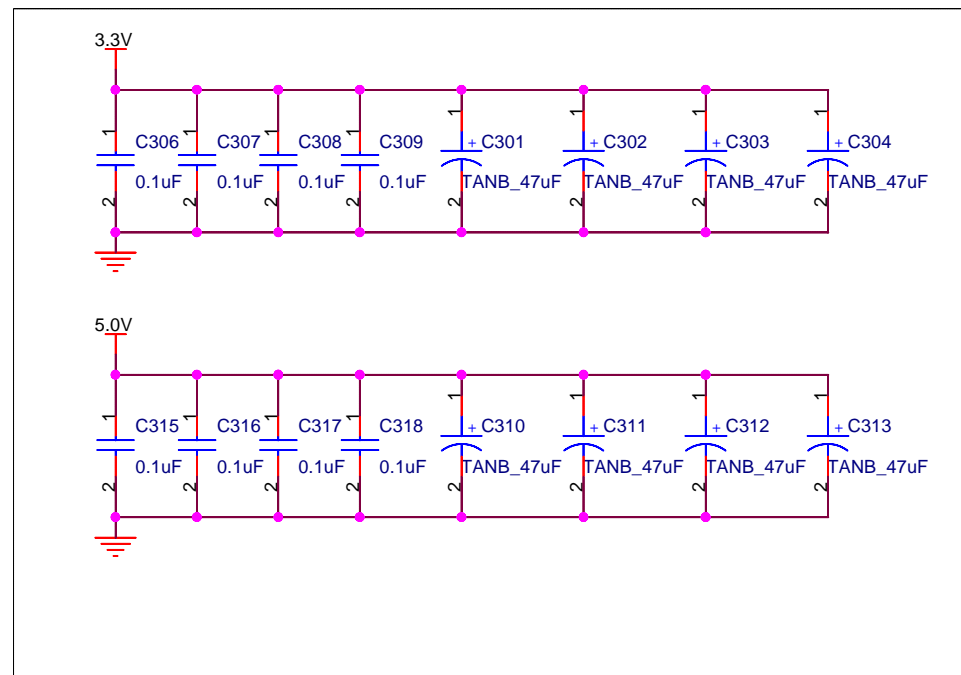 3.3V
1 1 1 1 1 1 1 1
C306 C307 C308 C309 + C301 + C302 + C303 + C304
0.1uF 0.1uF 0.1uF 0.1uF TANB_47uF TANB_47uF TANB_47uF TANB_47uF
2 2 2 2 2 2 2 2
5.0V
1 1 1 1 1 1 1 1
C315 C316 C317 C318 + C310 + C311 + C312 + C313
0.1uF 0.1uF 0.1uF 0.1uF TANB_47uF TANB_47uF TANB_47uF TANB_47uF
2 2 2 2 2 2 2 2